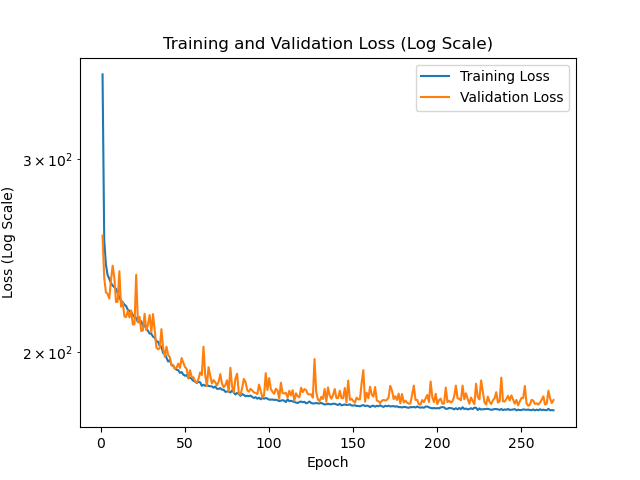 Training and Validation Loss (Log Scale)
Training Loss
Validation Loss
3 × 10²
2 × 10²
Loss (Log Scale)
0 50 100 150 200 250
Epoch